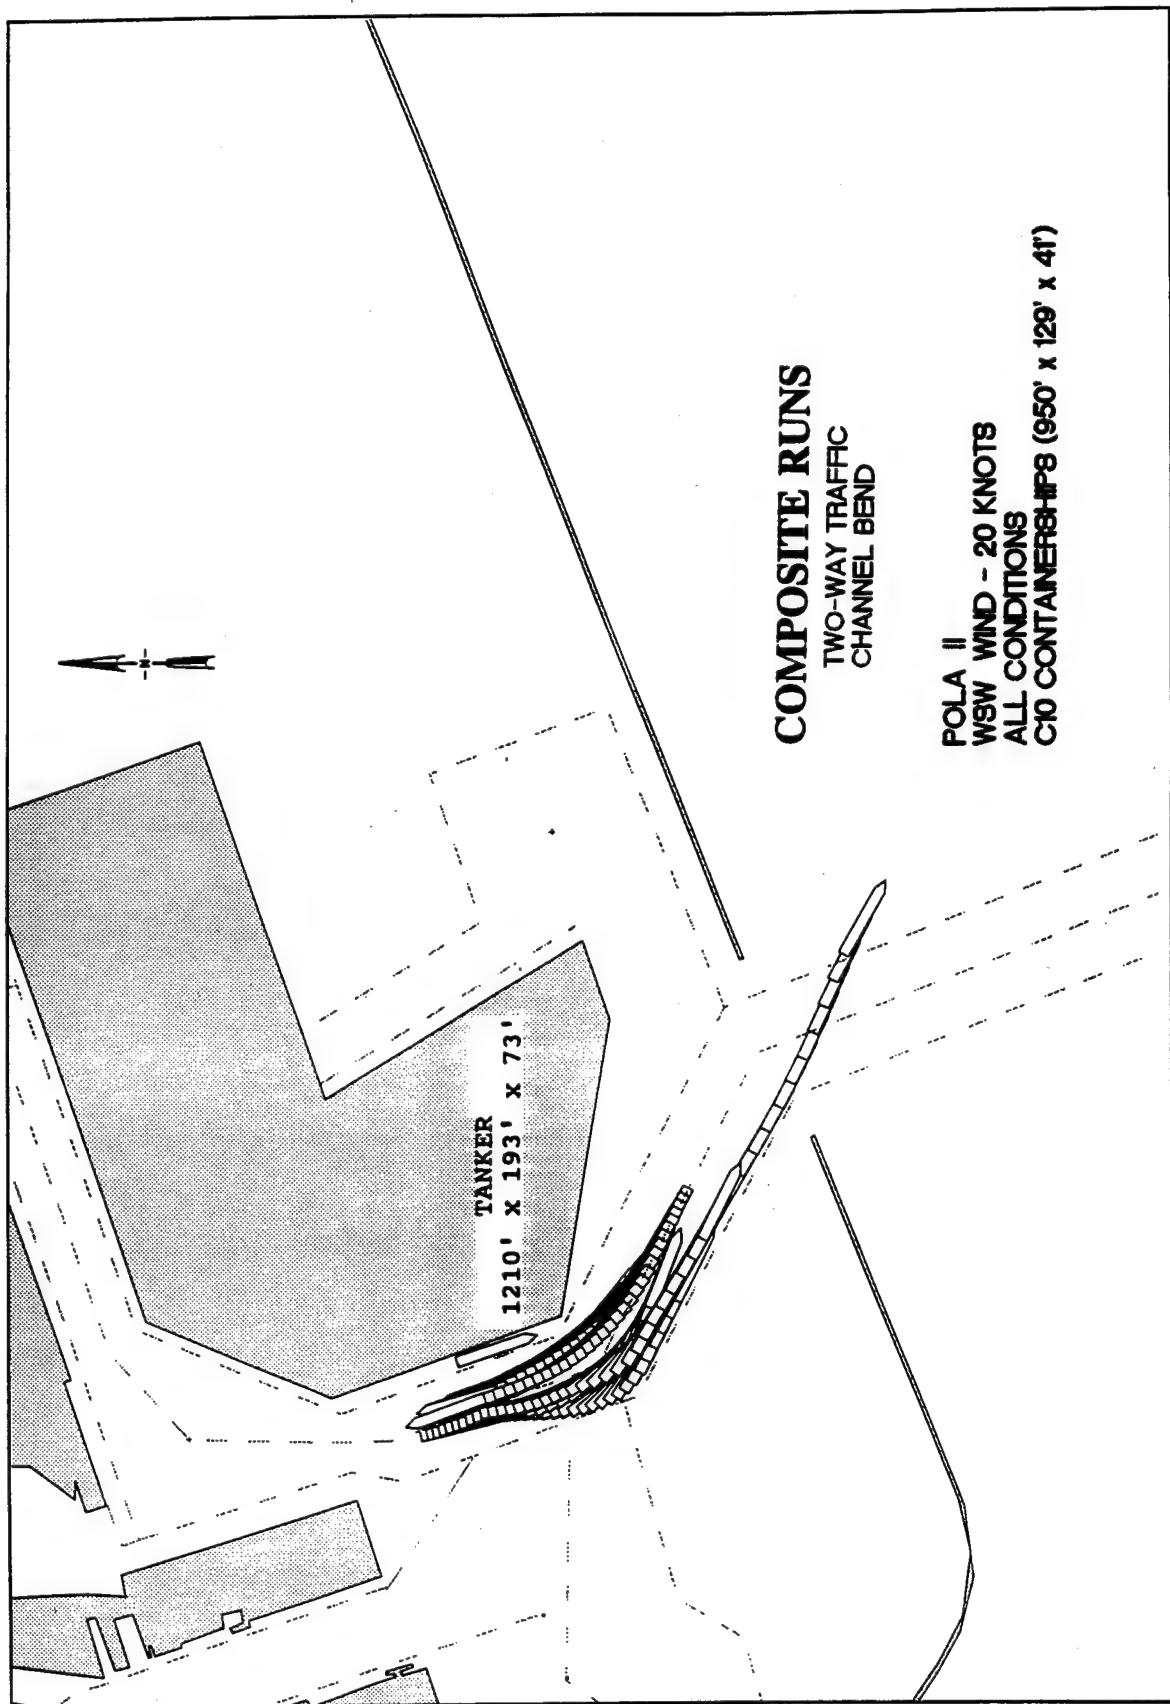 TANKER
1210' x 193' x 73'
N
COMPOSITE RUNS
TWO-WAY TRAFFIC
CHANNEL BEND
POLA II
WSW WIND - 20 KNOTS
ALL CONDITIONS
C10 CONTAINERSHIPS (950' x 129' x 41')